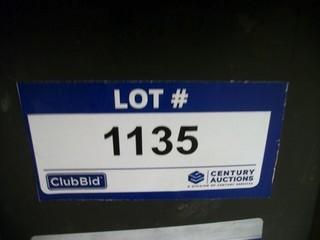 LOT #
1135
ClubBid
CENTURY
AUCTIONS
A DIVISION OF CENTURY SERVICES